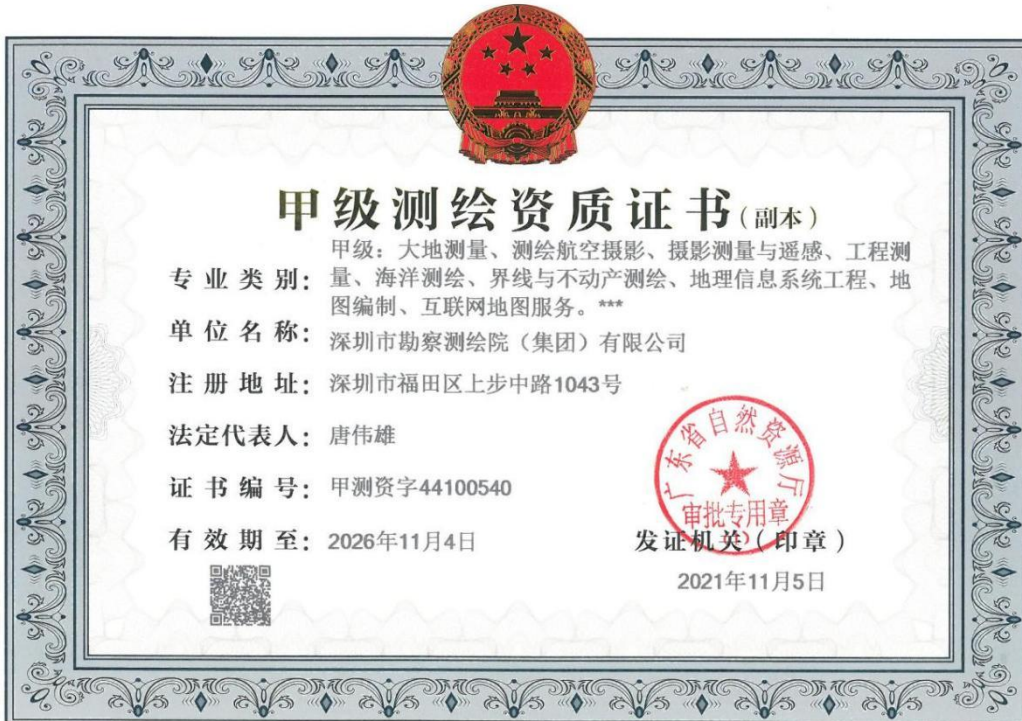 甲级测绘资质证书(副本)
专业类别：甲级：大地测量、测绘航空摄影、摄影测量与遥感、工程测
量、海洋测绘、界线与不动产测绘、地理信息系统工程、地
图编制、互联网地图服务。***
单位名称：深圳市勘察测绘院（集团）有限公司
注册地址：深圳市福田区上步中路1043号
法定代表人：唐伟雄
证书编号：甲测资字44100540
有效期至：2026年11月4日
广东省自然资源厅
审批专用章
发证机关（印章）
2021年11月5日